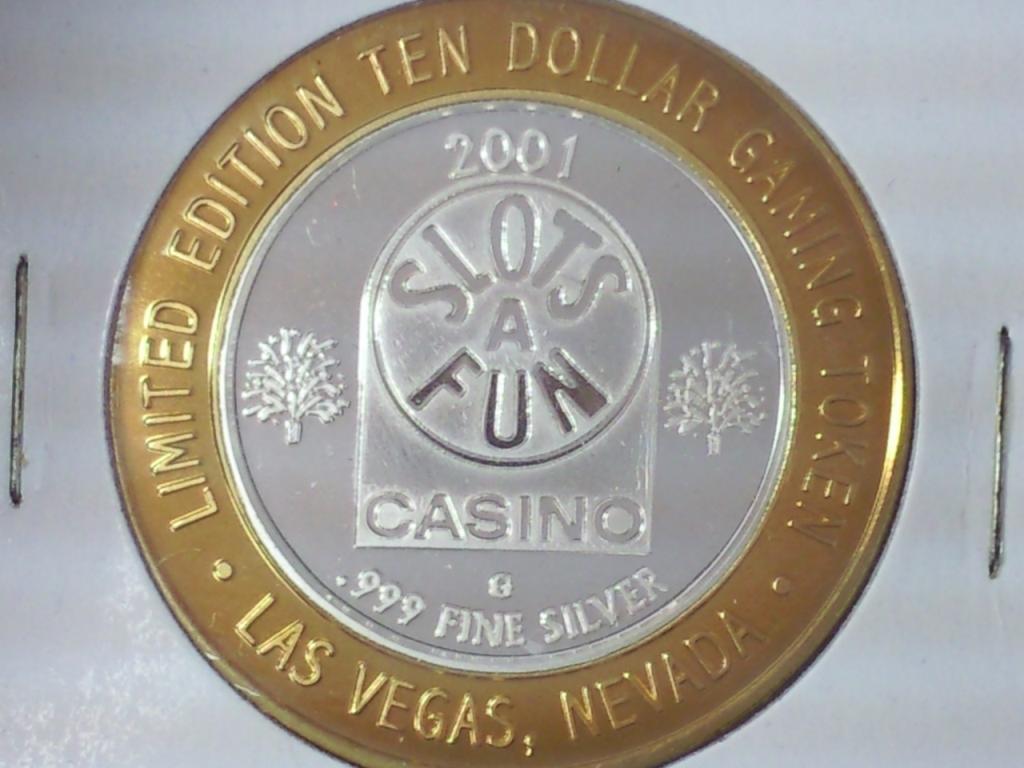 LIMITED EDITION TEN DOLLAR GAMING TOKEN
2001
SLOTS
A
FUN
CASINO
G
.999 FINE SILVER
• LAS VEGAS, NEVADA •